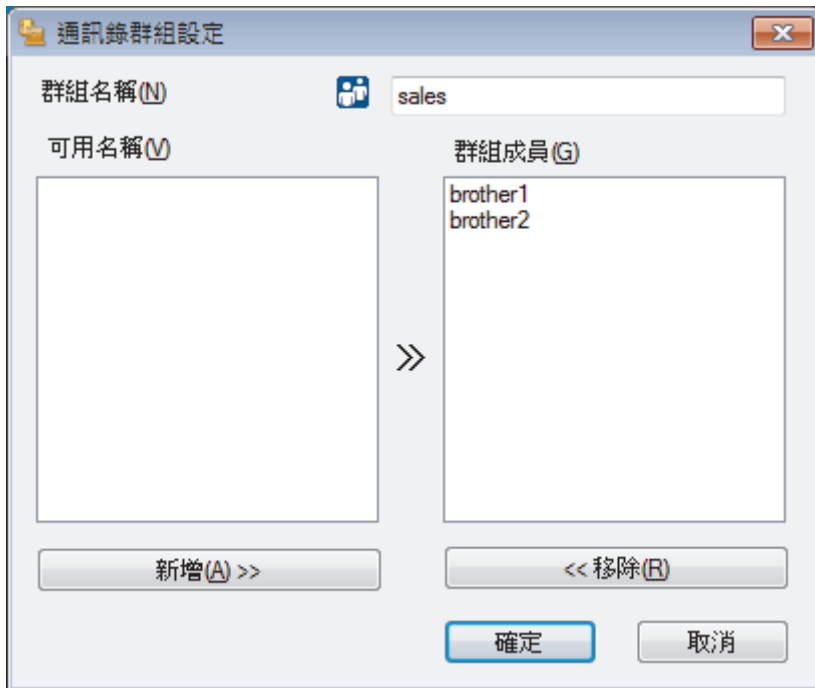 通訊錄群組設定
群組名稱(N)
sales
可用名稱(V)
群組成員(G)
brother1
brother2
新增(A) >>
<< 移除(R)
確定
取消